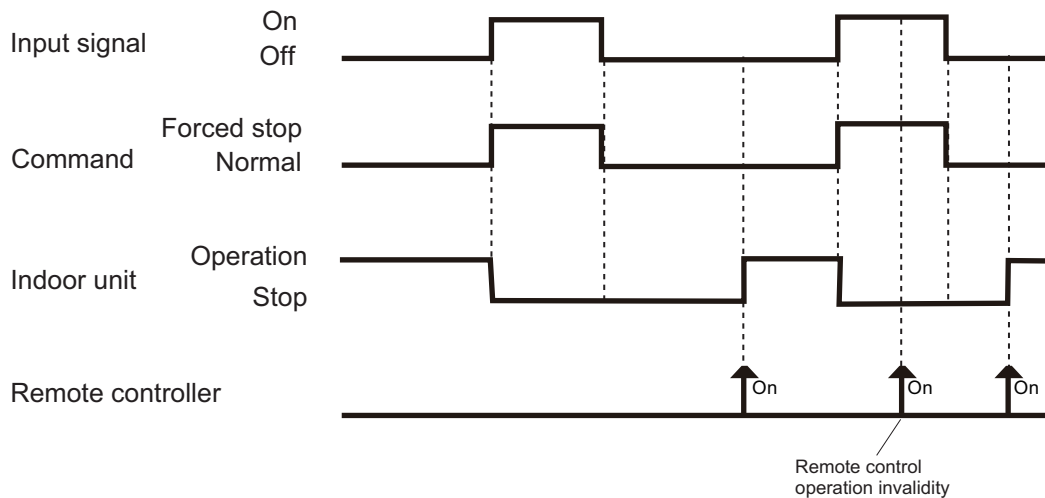 On
Input signal
Off
Forced stop
Command
Normal
Operation
Indoor unit
Stop
On
On
On
Remote controller
Remote control
operation invalidity